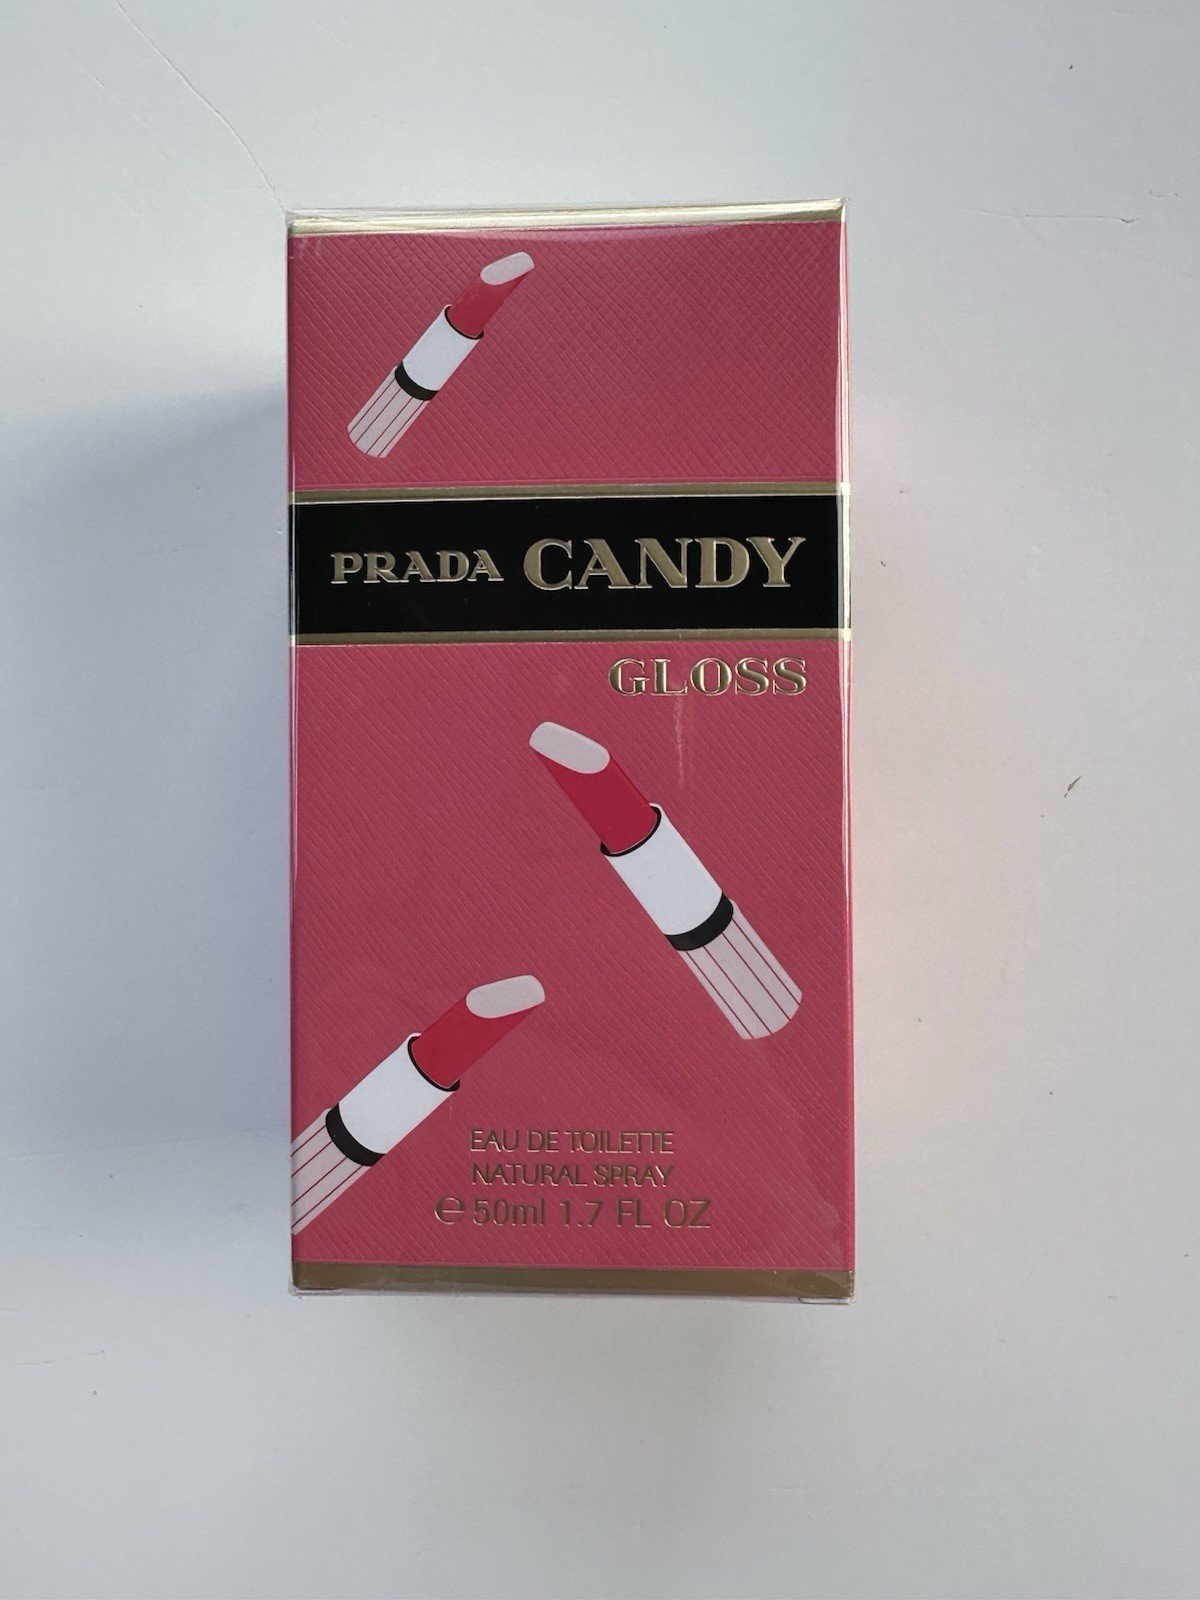 PRADA CANDY
GLOSS
EAU DE TOILETTE
NATURAL SPRAY
℮ 50ml 1.7 FL OZ